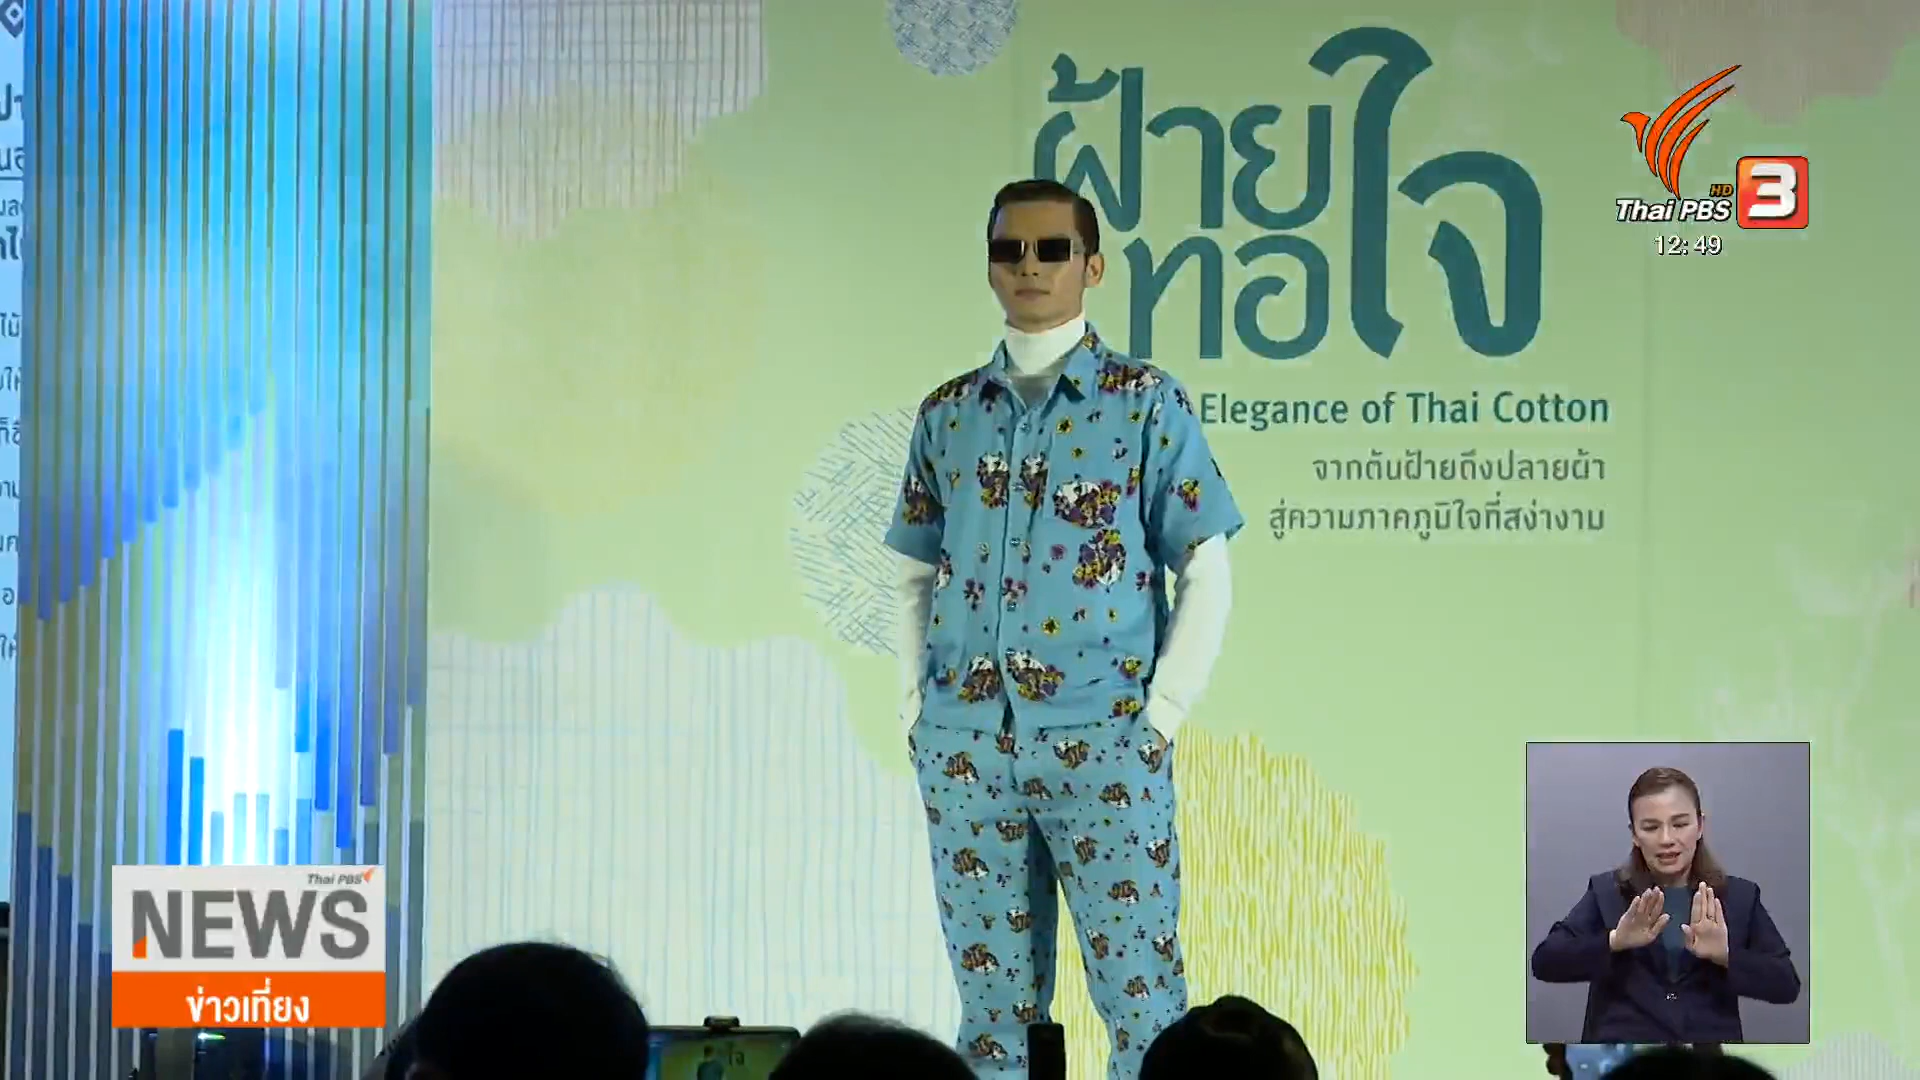 ฝ้าย
ทอ
ใจ
Elegance of Thai Cotton
จากต้นฝ้ายถึงปลายผ้า
สู่ความภาคภูมิใจที่สง่างาม
HD
Thai PBS 3
12:49
Thai PBS
NEWS
ข่าวเที่ยง